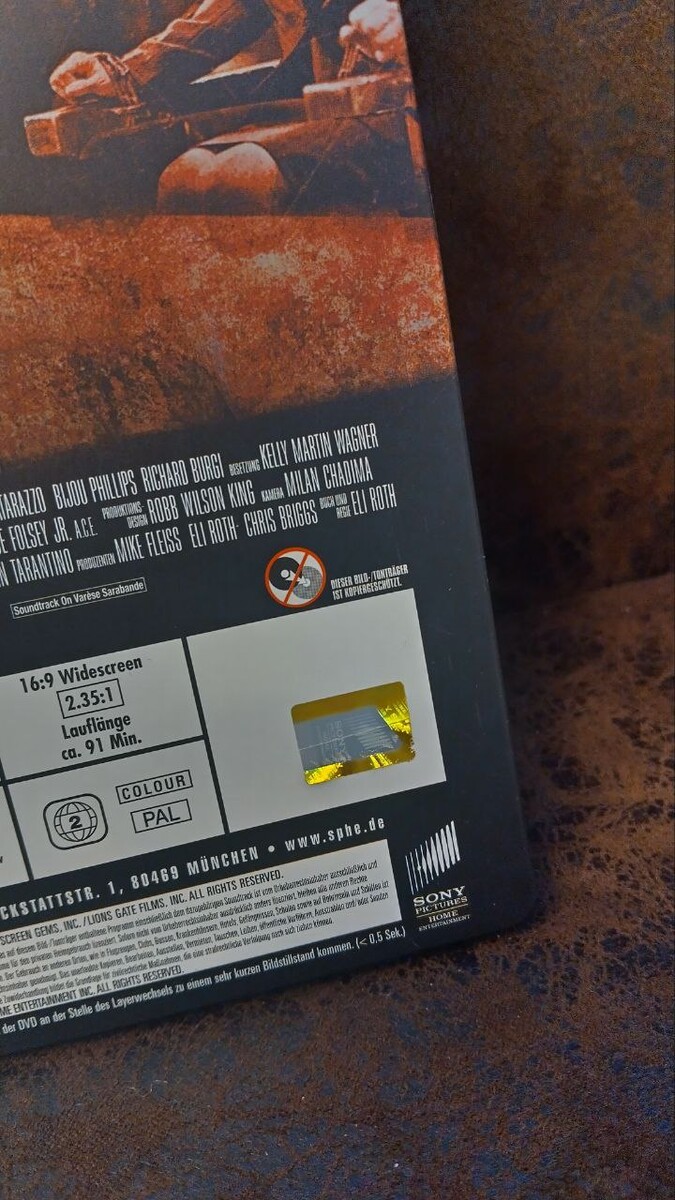 TARAZZO BIJOU PHILLIPS RICHARD BURGI BESETZUNG KELLY MARTIN WAGNER
FOLSEY JR. A.C.E. PRODUKTIONS-DESIGN ROBB WILSON KING KAMERA MILAN CHADIMA
TARANTINO PRODUZENTEN MIKE FLEISS ELI ROTH CHRIS BRIGGS BUCH UND REGIE ELI ROTH
Soundtrack On Varèse Sarabande
DIESER BILD-/TONTRÄGER
IST KOPIERGESCHÜTZT.
16:9 Widescreen
2.35:1
Lauflänge
ca. 91 Min.
2
COLOUR
PAL
CKSTATTSTR. 1, 80469 MÜNCHEN • www.sphe.de
SCREEN GEMS, INC./LIONS GATE FILMS, INC. ALL RIGHTS RESERVED.
ME ENTERTAINMENT INC. ALL RIGHTS RESERVED.
der DVD an der Stelle des Layerwechsels zu einem sehr kurzen Bildstillstand kommen. (< 0,5 Sek.)
SONY
PICTURES
HOME
ENTERTAINMENT